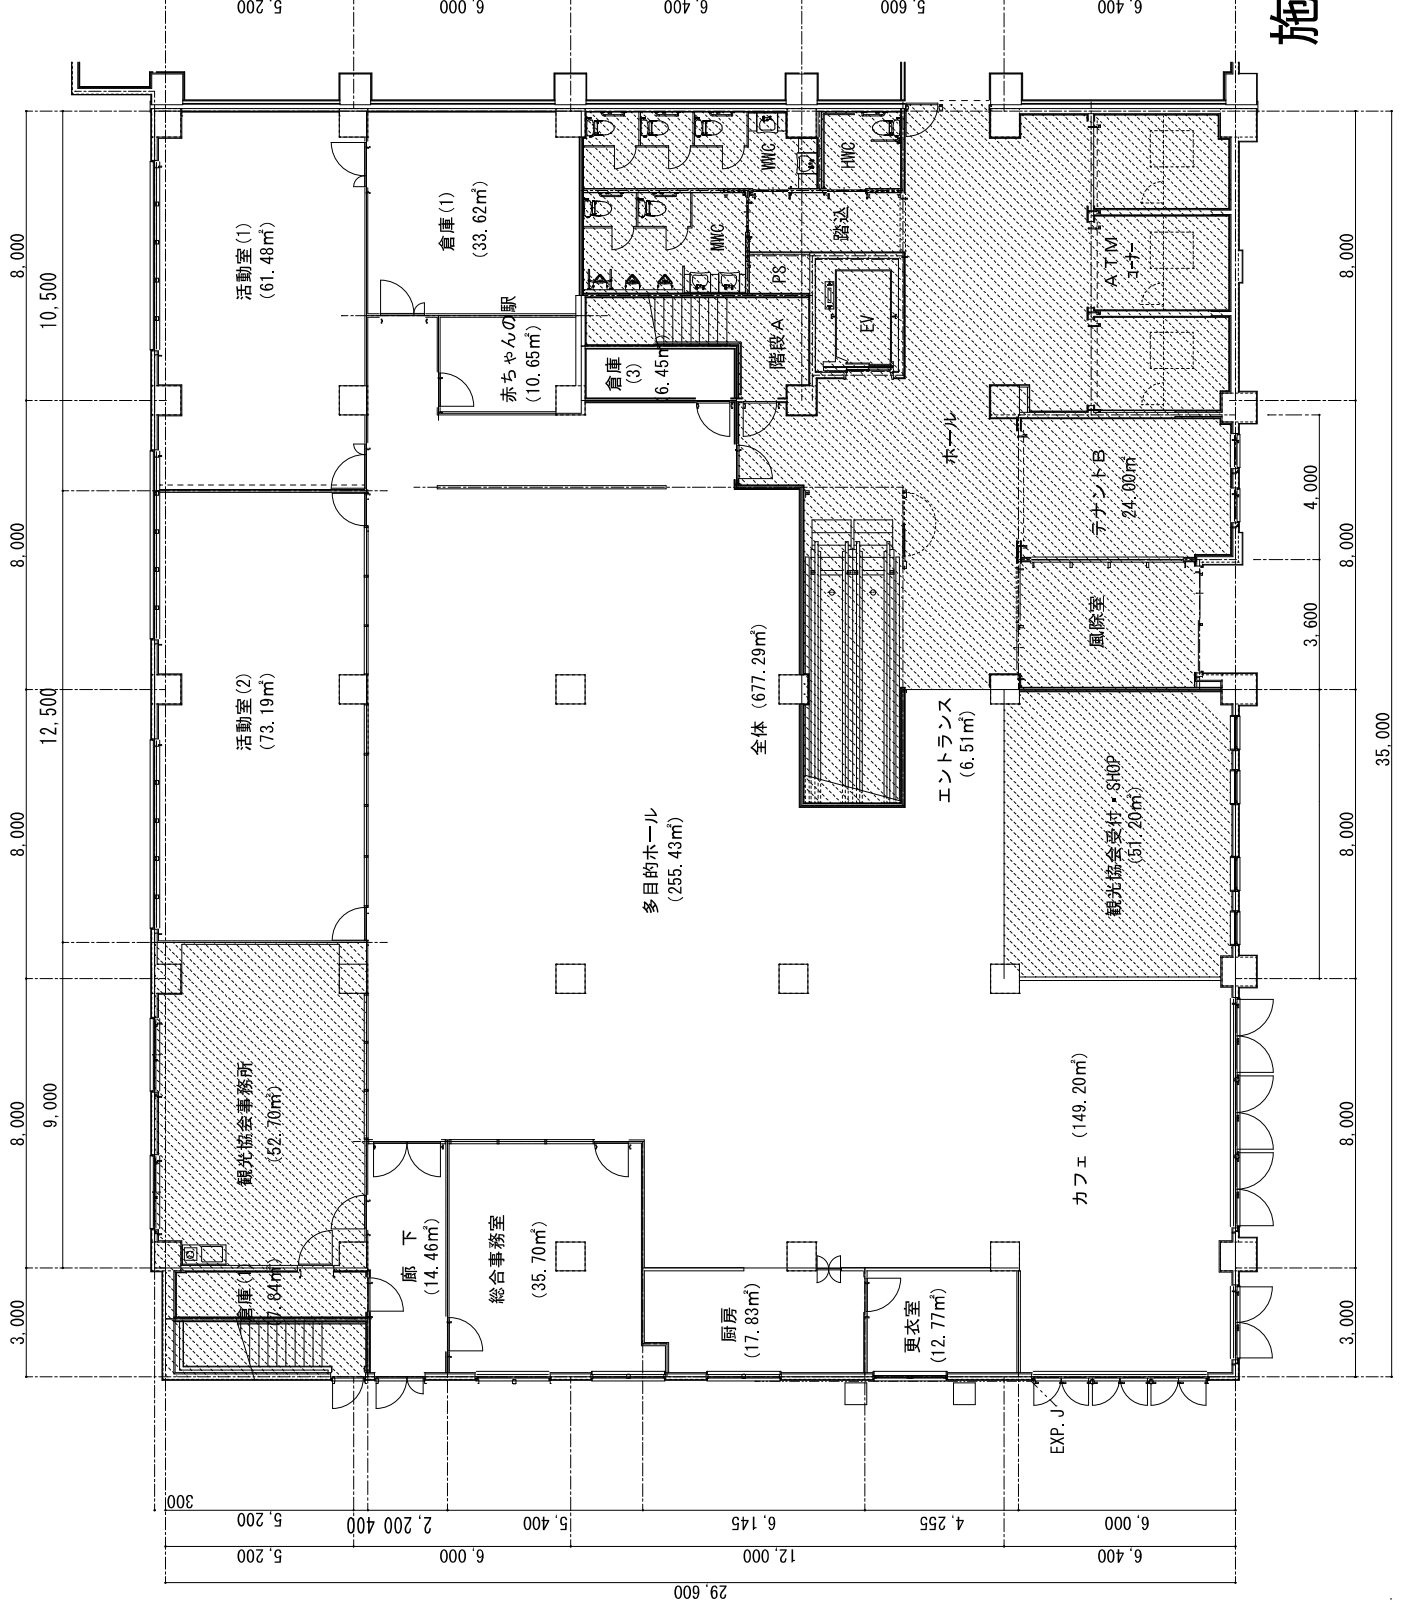 5,200
6,000
6,400
5,600
6,400
施
8,000
8,000
8,000
8,000
3,000
10,500
12,500
9,000
活動室(1)
(61.48㎡)
倉庫(1)
(33.62㎡)
WWC
HWC
MWC
踏込
PS
EV
階段A
赤ちゃんの駅
(10.65㎡)
倉庫
(3)
6.45㎡
ATM
コーナー
ホール
テナントB
24.00㎡
風除室
活動室(2)
(73.19㎡)
全体 (677.29㎡)
エントランス
(6.51㎡)
多目的ホール
(255.43㎡)
観光協会受付・SHOP
(51.20㎡)
観光協会事務所
(52.70㎡)
カフェ (149.20㎡)
倉庫(1)
7.84㎡)
廊 下
(14.46㎡)
総合事務室
(35.70㎡)
厨房
(17.83㎡)
更衣室
(12.77㎡)
EXP.J
8,000
8,000
8,000
8,000
3,000
4,000
3,600
35,000
300
5,200
400
2,200
5,400
6,145
4,255
6,000
5,200
6,000
12,000
6,400
29,600